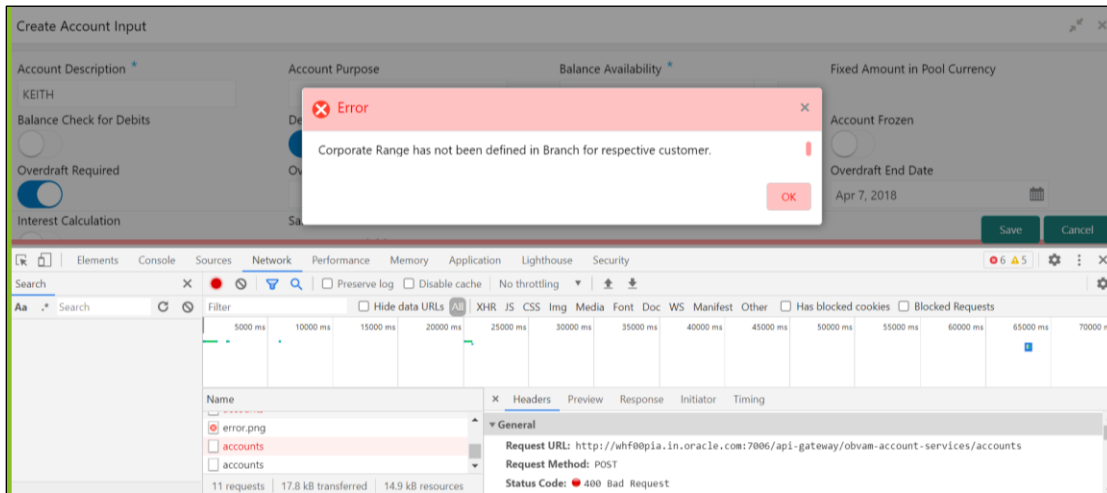 Create Account Input
Account Description *
Account Purpose
Balance Availability *
Fixed Amount in Pool Currency
KEITH
Error
Balance Check for Debits
De
Account Frozen
Corporate Range has not been defined in Branch for respective customer.
Overdraft Required
Ov
Overdraft End Date
OK
Apr 7, 2018
Interest Calculation
Sa
Save
Cancel
Elements Console Sources Network Performance Memory Application Lighthouse Security
6 5
Search
Preserve log Disable cache No throttling
Aa .* Search
Filter Hide data URLs All XHR JS CSS Img Media Font Doc WS Manifest Other Has blocked cookies Blocked Requests
5000 ms 10000 ms 15000 ms 20000 ms 25000 ms 30000 ms 35000 ms 40000 ms 45000 ms 50000 ms 55000 ms 60000 ms 65000 ms 70000
Name
Headers Preview Response Initiator Timing
General
error.png
Request URL: http://whf00pia.in.oracle.com:7006/api-gateway/obvam-account-services/accounts
accounts
Request Method: POST
accounts
Status Code: 400 Bad Request
11 requests 17.8 kB transferred 14.9 kB resources